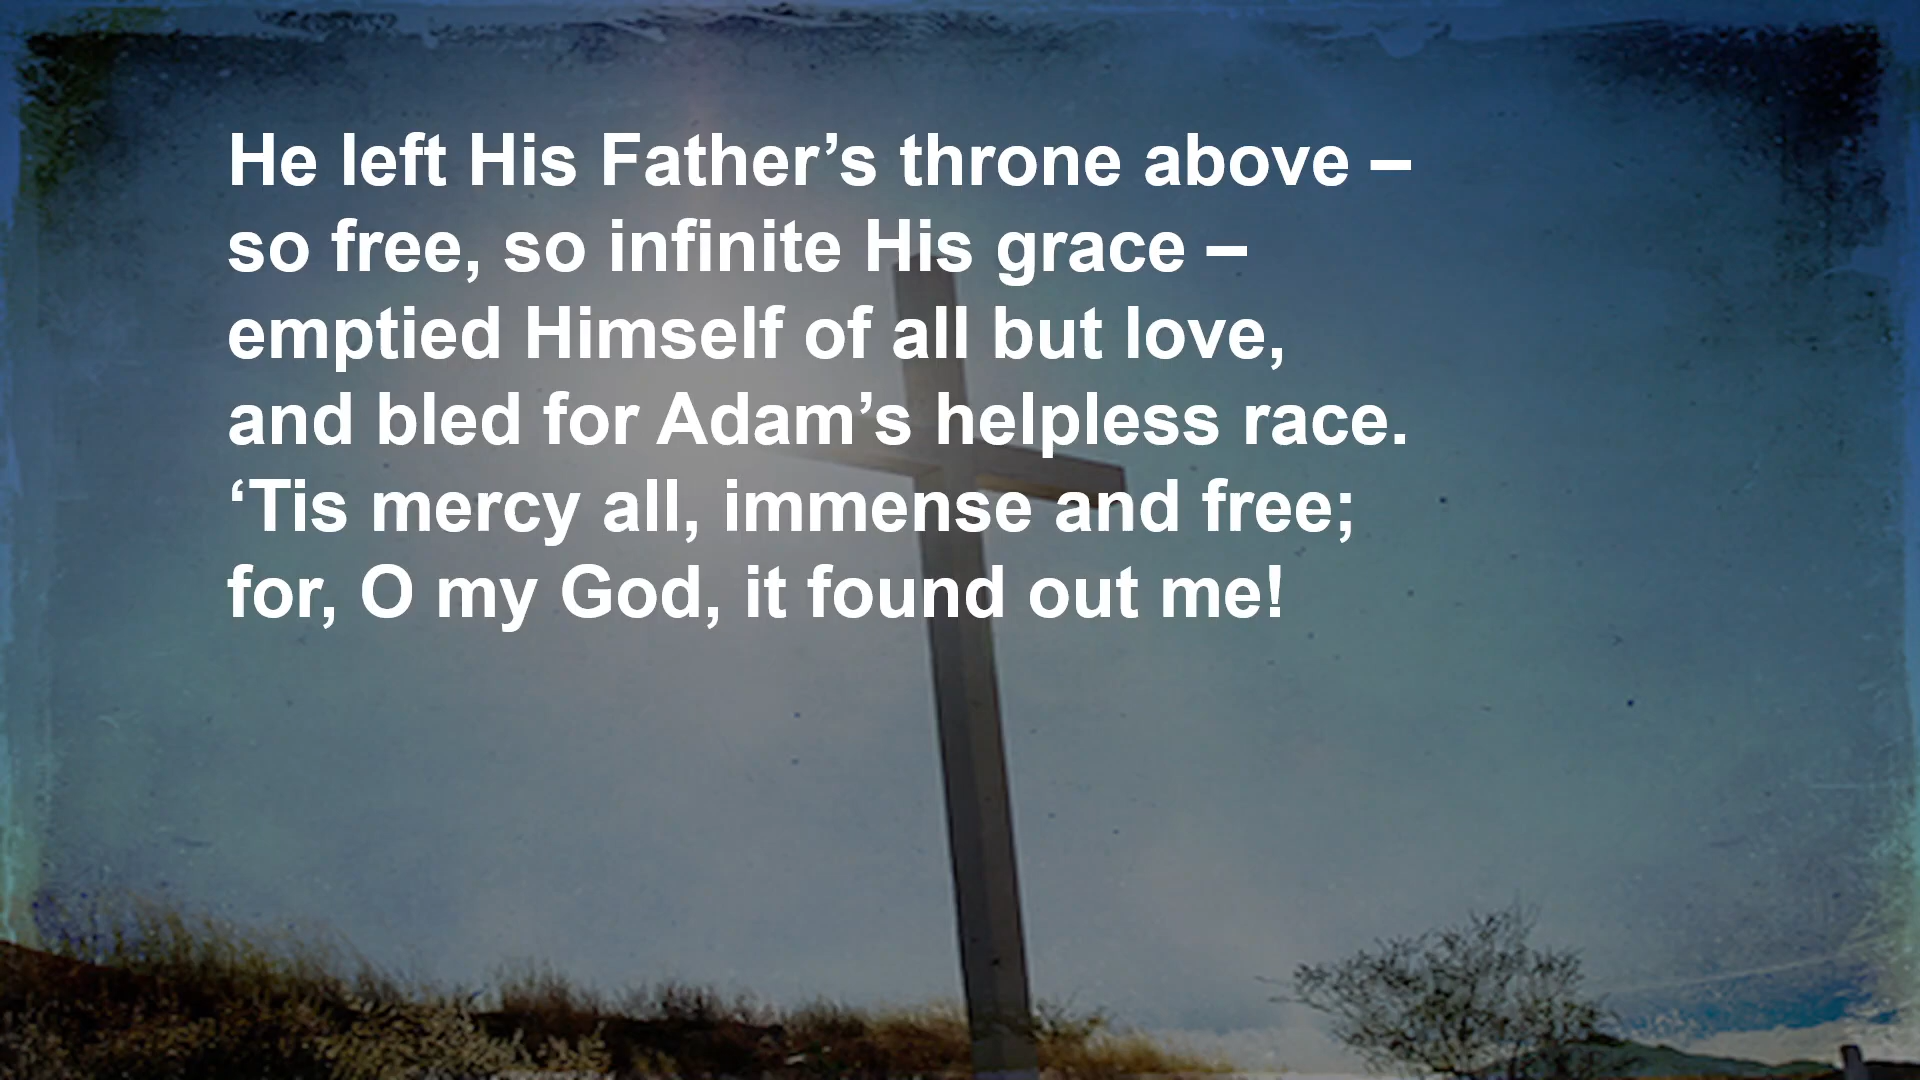 He left His Father’s throne above –
so free, so infinite His grace –
emptied Himself of all but love,
and bled for Adam’s helpless race.
‘Tis mercy all, immense and free;
for, O my God, it found out me!